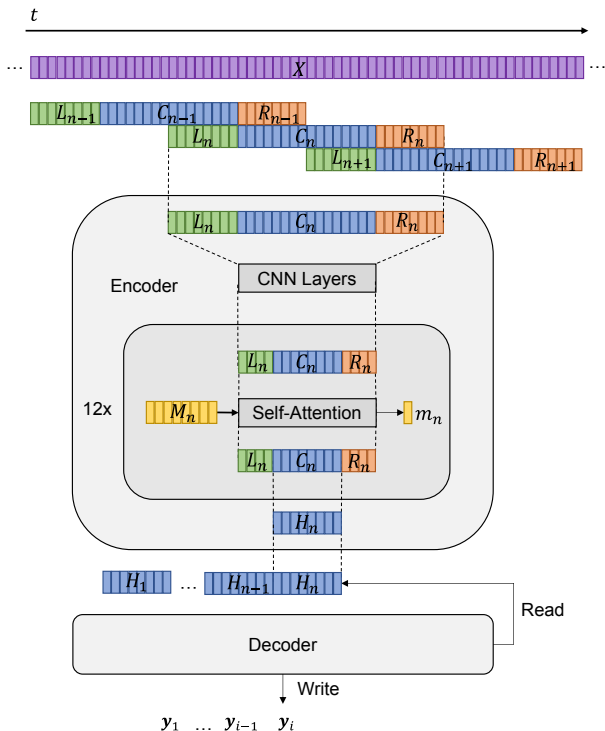 t
... X ...
L_{n-1} C_{n-1} R_{n-1}
L_n C_n R_n
L_{n+1} C_{n+1} R_{n+1}
L_n C_n R_n
CNN Layers
Encoder
L_n C_n R_n
12x
M_n Self-Attention m_n
L_n C_n R_n
H_n
H_1 ... H_{n-1} H_n
Read
Decoder
Write
y_1 ... y_{i-1} y_i